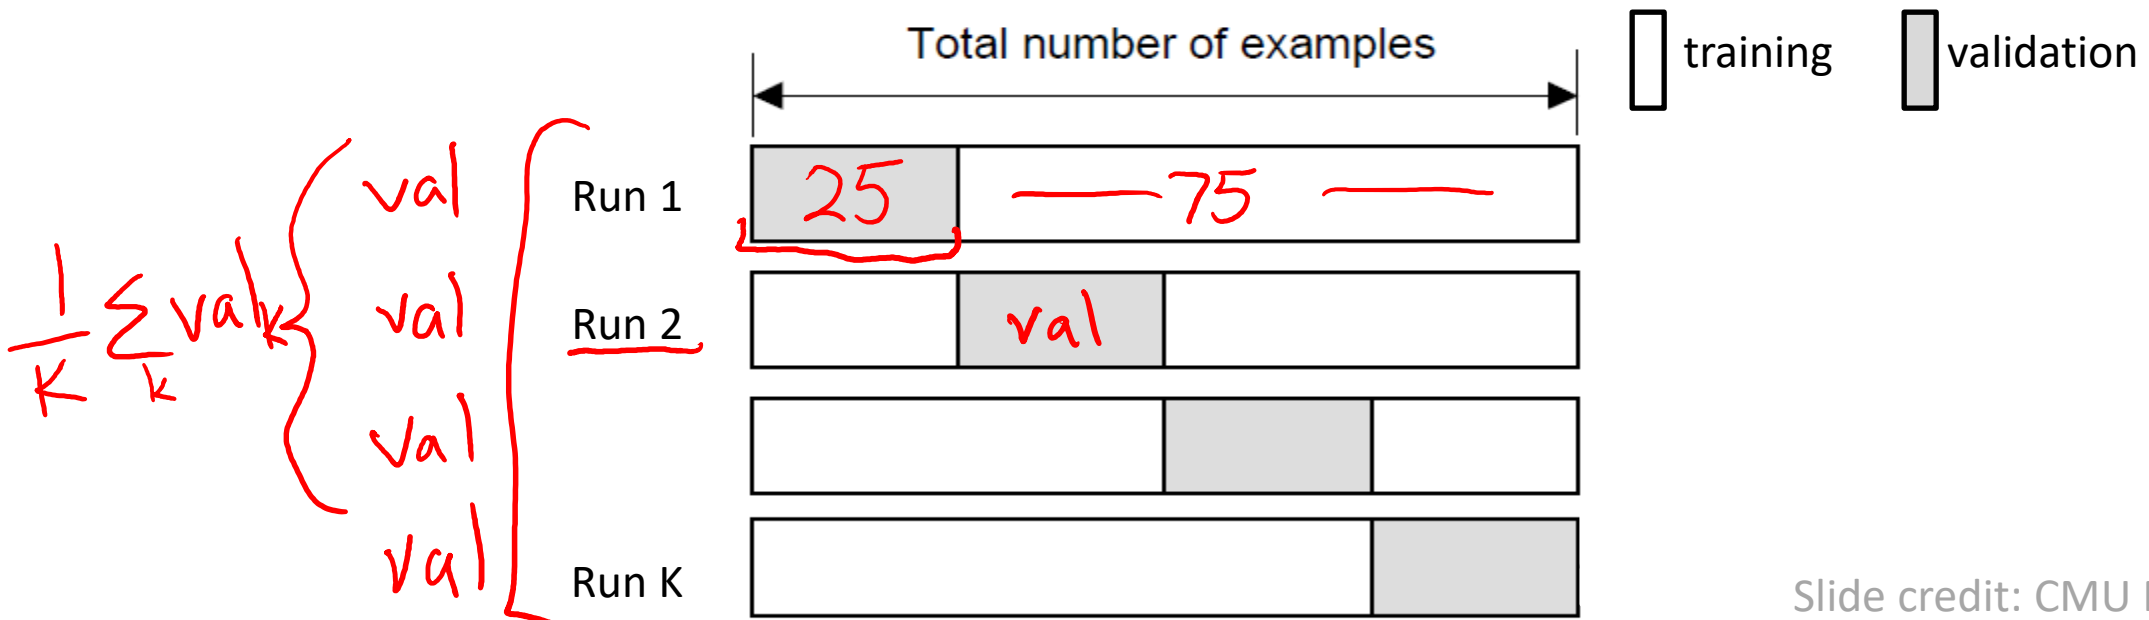 Total number of examples
training
validation
val
Run 1
25
75
1/K Σ_k val_k
val
Run 2
val
val
val
Run K
Slide credit: CMU